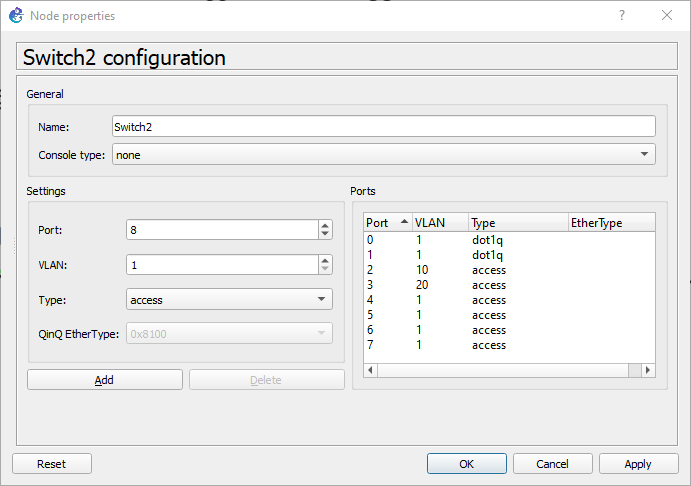 Node properties
?
Switch2 configuration
General
Name: Switch2
Console type: none
Settings
Port: 8
VLAN: 1
Type: access
QinQ EtherType: 0x8100
Add Delete
Ports
Port VLAN Type EtherType
0 1 dot1q
1 1 dot1q
2 10 access
3 20 access
4 1 access
5 1 access
6 1 access
7 1 access
Reset OK Cancel Apply